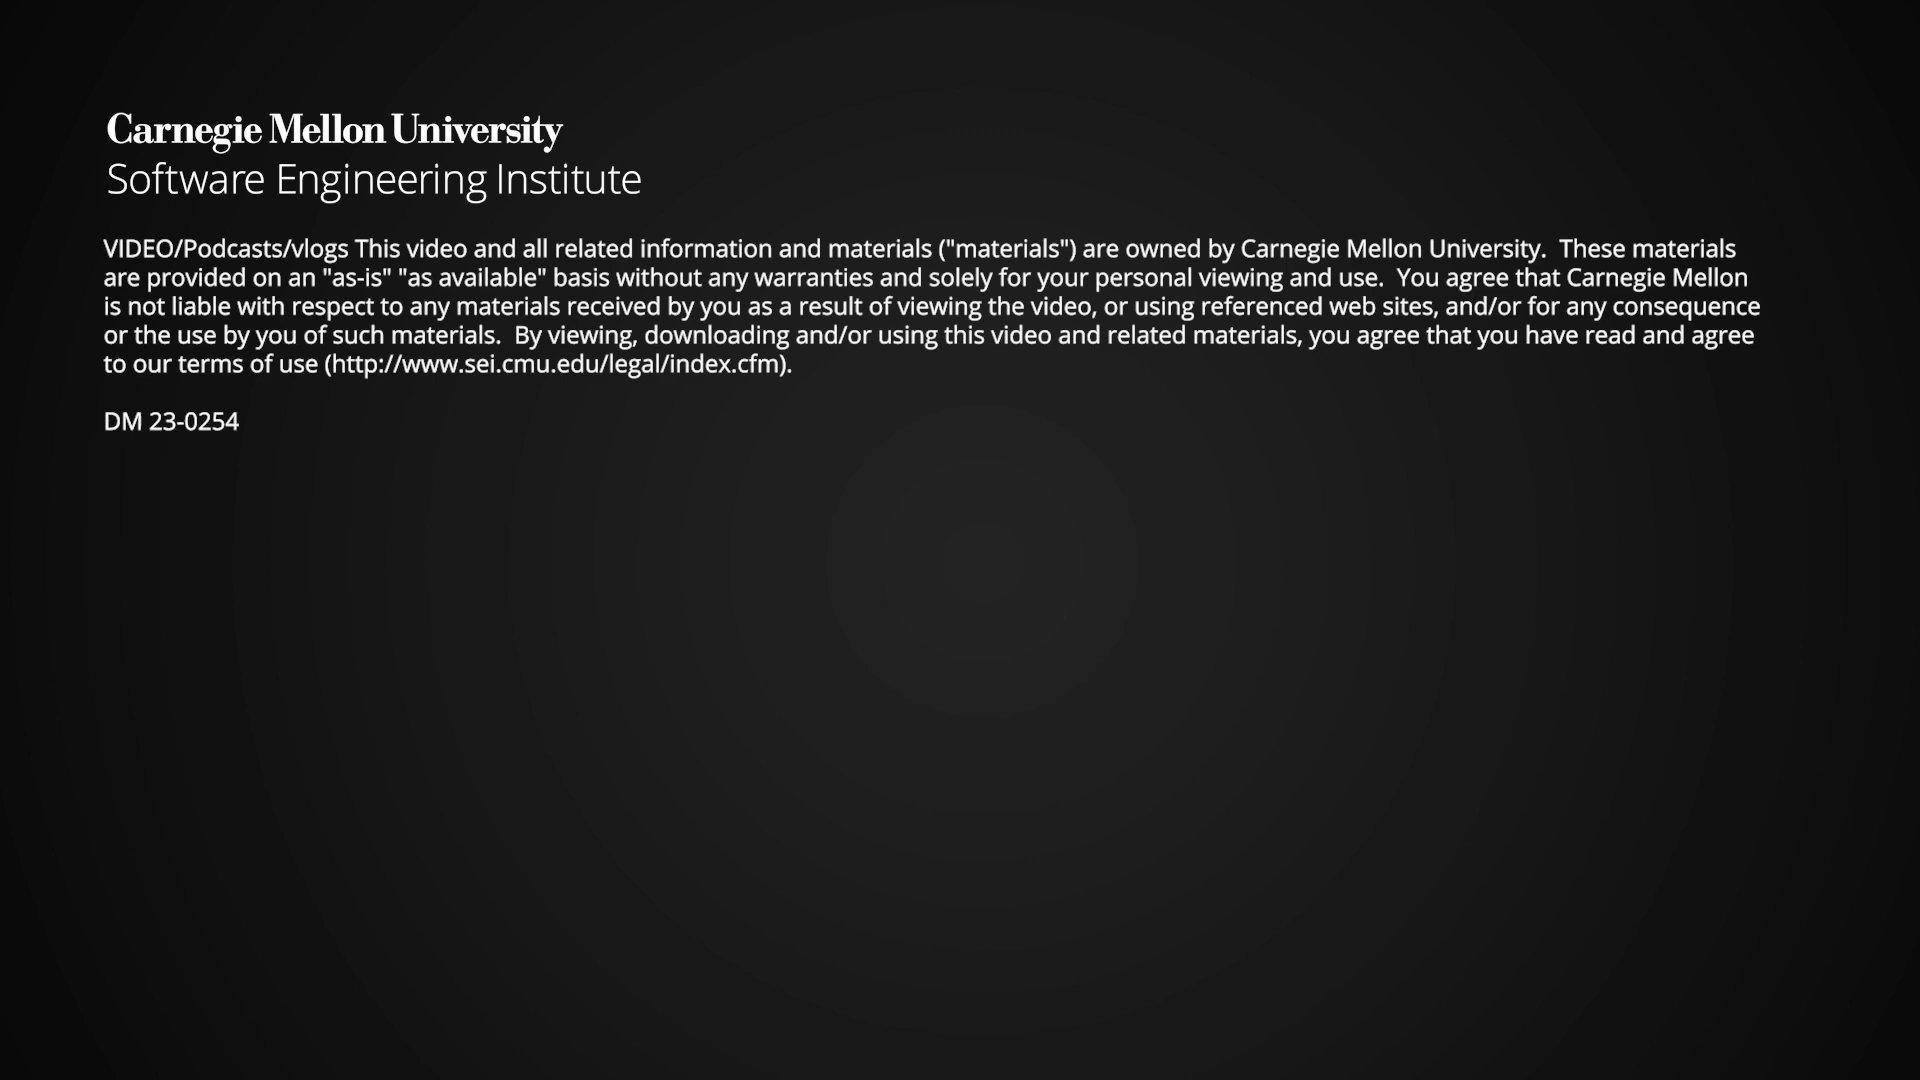 Carnegie Mellon University
Software Engineering Institute
VIDEO/Podcasts/vlogs This video and all related information and materials ("materials") are owned by Carnegie Mellon University.  These materials
are provided on an "as-is" "as available" basis without any warranties and solely for your personal viewing and use.  You agree that Carnegie Mellon
is not liable with respect to any materials received by you as a result of viewing the video, or using referenced web sites, and/or for any consequence
or the use by you of such materials.  By viewing, downloading and/or using this video and related materials, you agree that you have read and agree
to our terms of use (http://www.sei.cmu.edu/legal/index.cfm).
DM 23-0254